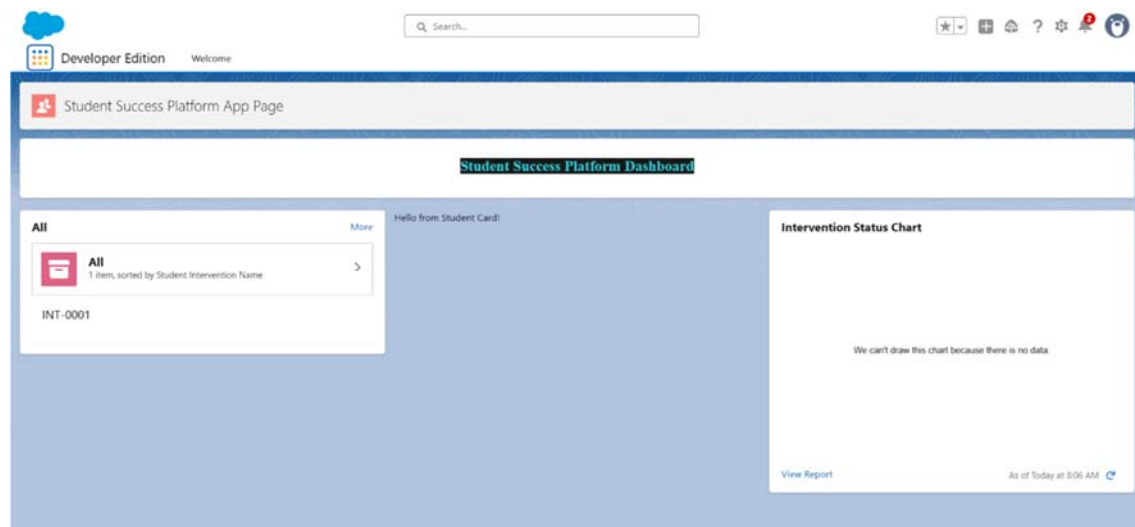 Search...
2
Developer Edition
Welcome
Student Success Platform App Page
Student Success Platform Dashboard
All
More
All
1 item, sorted by Student Intervention Name
INT-0001
Hello from Student Card!
Intervention Status Chart
We can't draw this chart because there is no data
View Report
As of Today at 8:06 AM